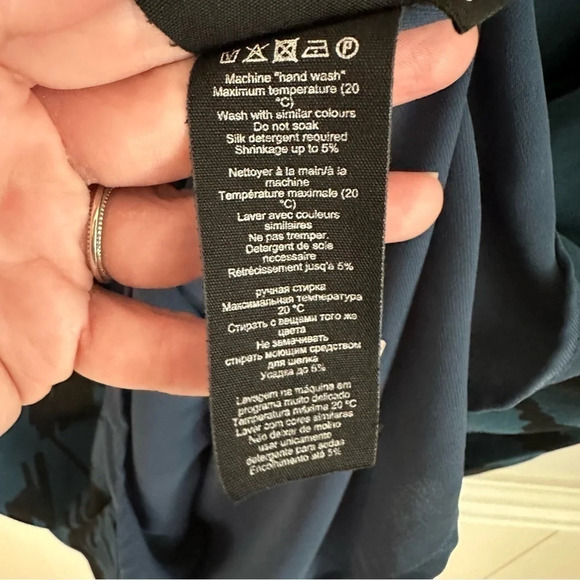 Machine "hand wash"
Maximum temperature (20
°C)
Wash with similar colours
Do not soak
Silk detergent required
Shrinkage up to 5%
Nettoyer à la main/à la
machine
Température maximale (20
°C)
Laver avec couleurs
similaires
Ne pas tremper.
Detergent de soie
necessaire
Rétrécissement jusqu'à 5%
ручная стирка
Максимальная температура
20 °C
Стирать с вещами того же
цвета
Не замачивать
стирать моющим средством
для шелка
Усадка до 5%
Lavagem na máquina em
programa muito delicado
Temperatura máxima 20 °C
Laver com cores similares
Não deixar de molho
user unicamente
detergente para sedas
Encolhimento até 5%